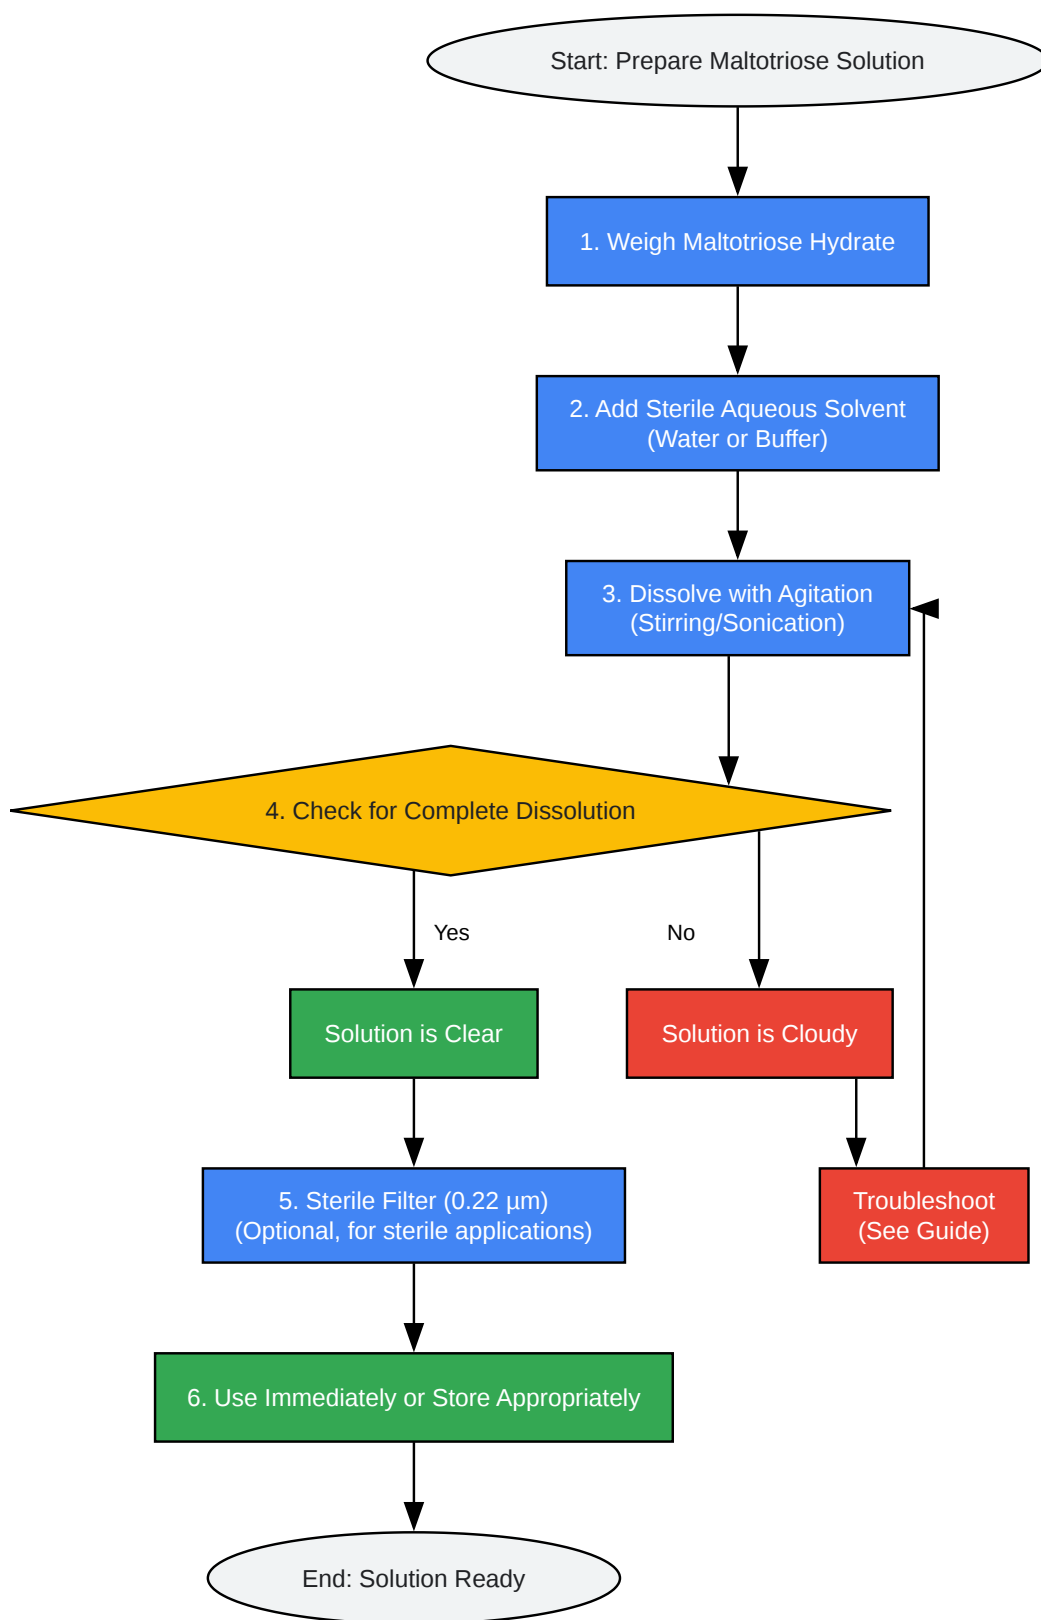 Start: Prepare Maltotriose Solution
1. Weigh Maltotriose Hydrate
2. Add Sterile Aqueous Solvent
(Water or Buffer)
3. Dissolve with Agitation
(Stirring/Sonication)
4. Check for Complete Dissolution
Yes
No
Solution is Clear
Solution is Cloudy
5. Sterile Filter (0.22 µm)
(Optional, for sterile applications)
Troubleshoot
(See Guide)
6. Use Immediately or Store Appropriately
End: Solution Ready